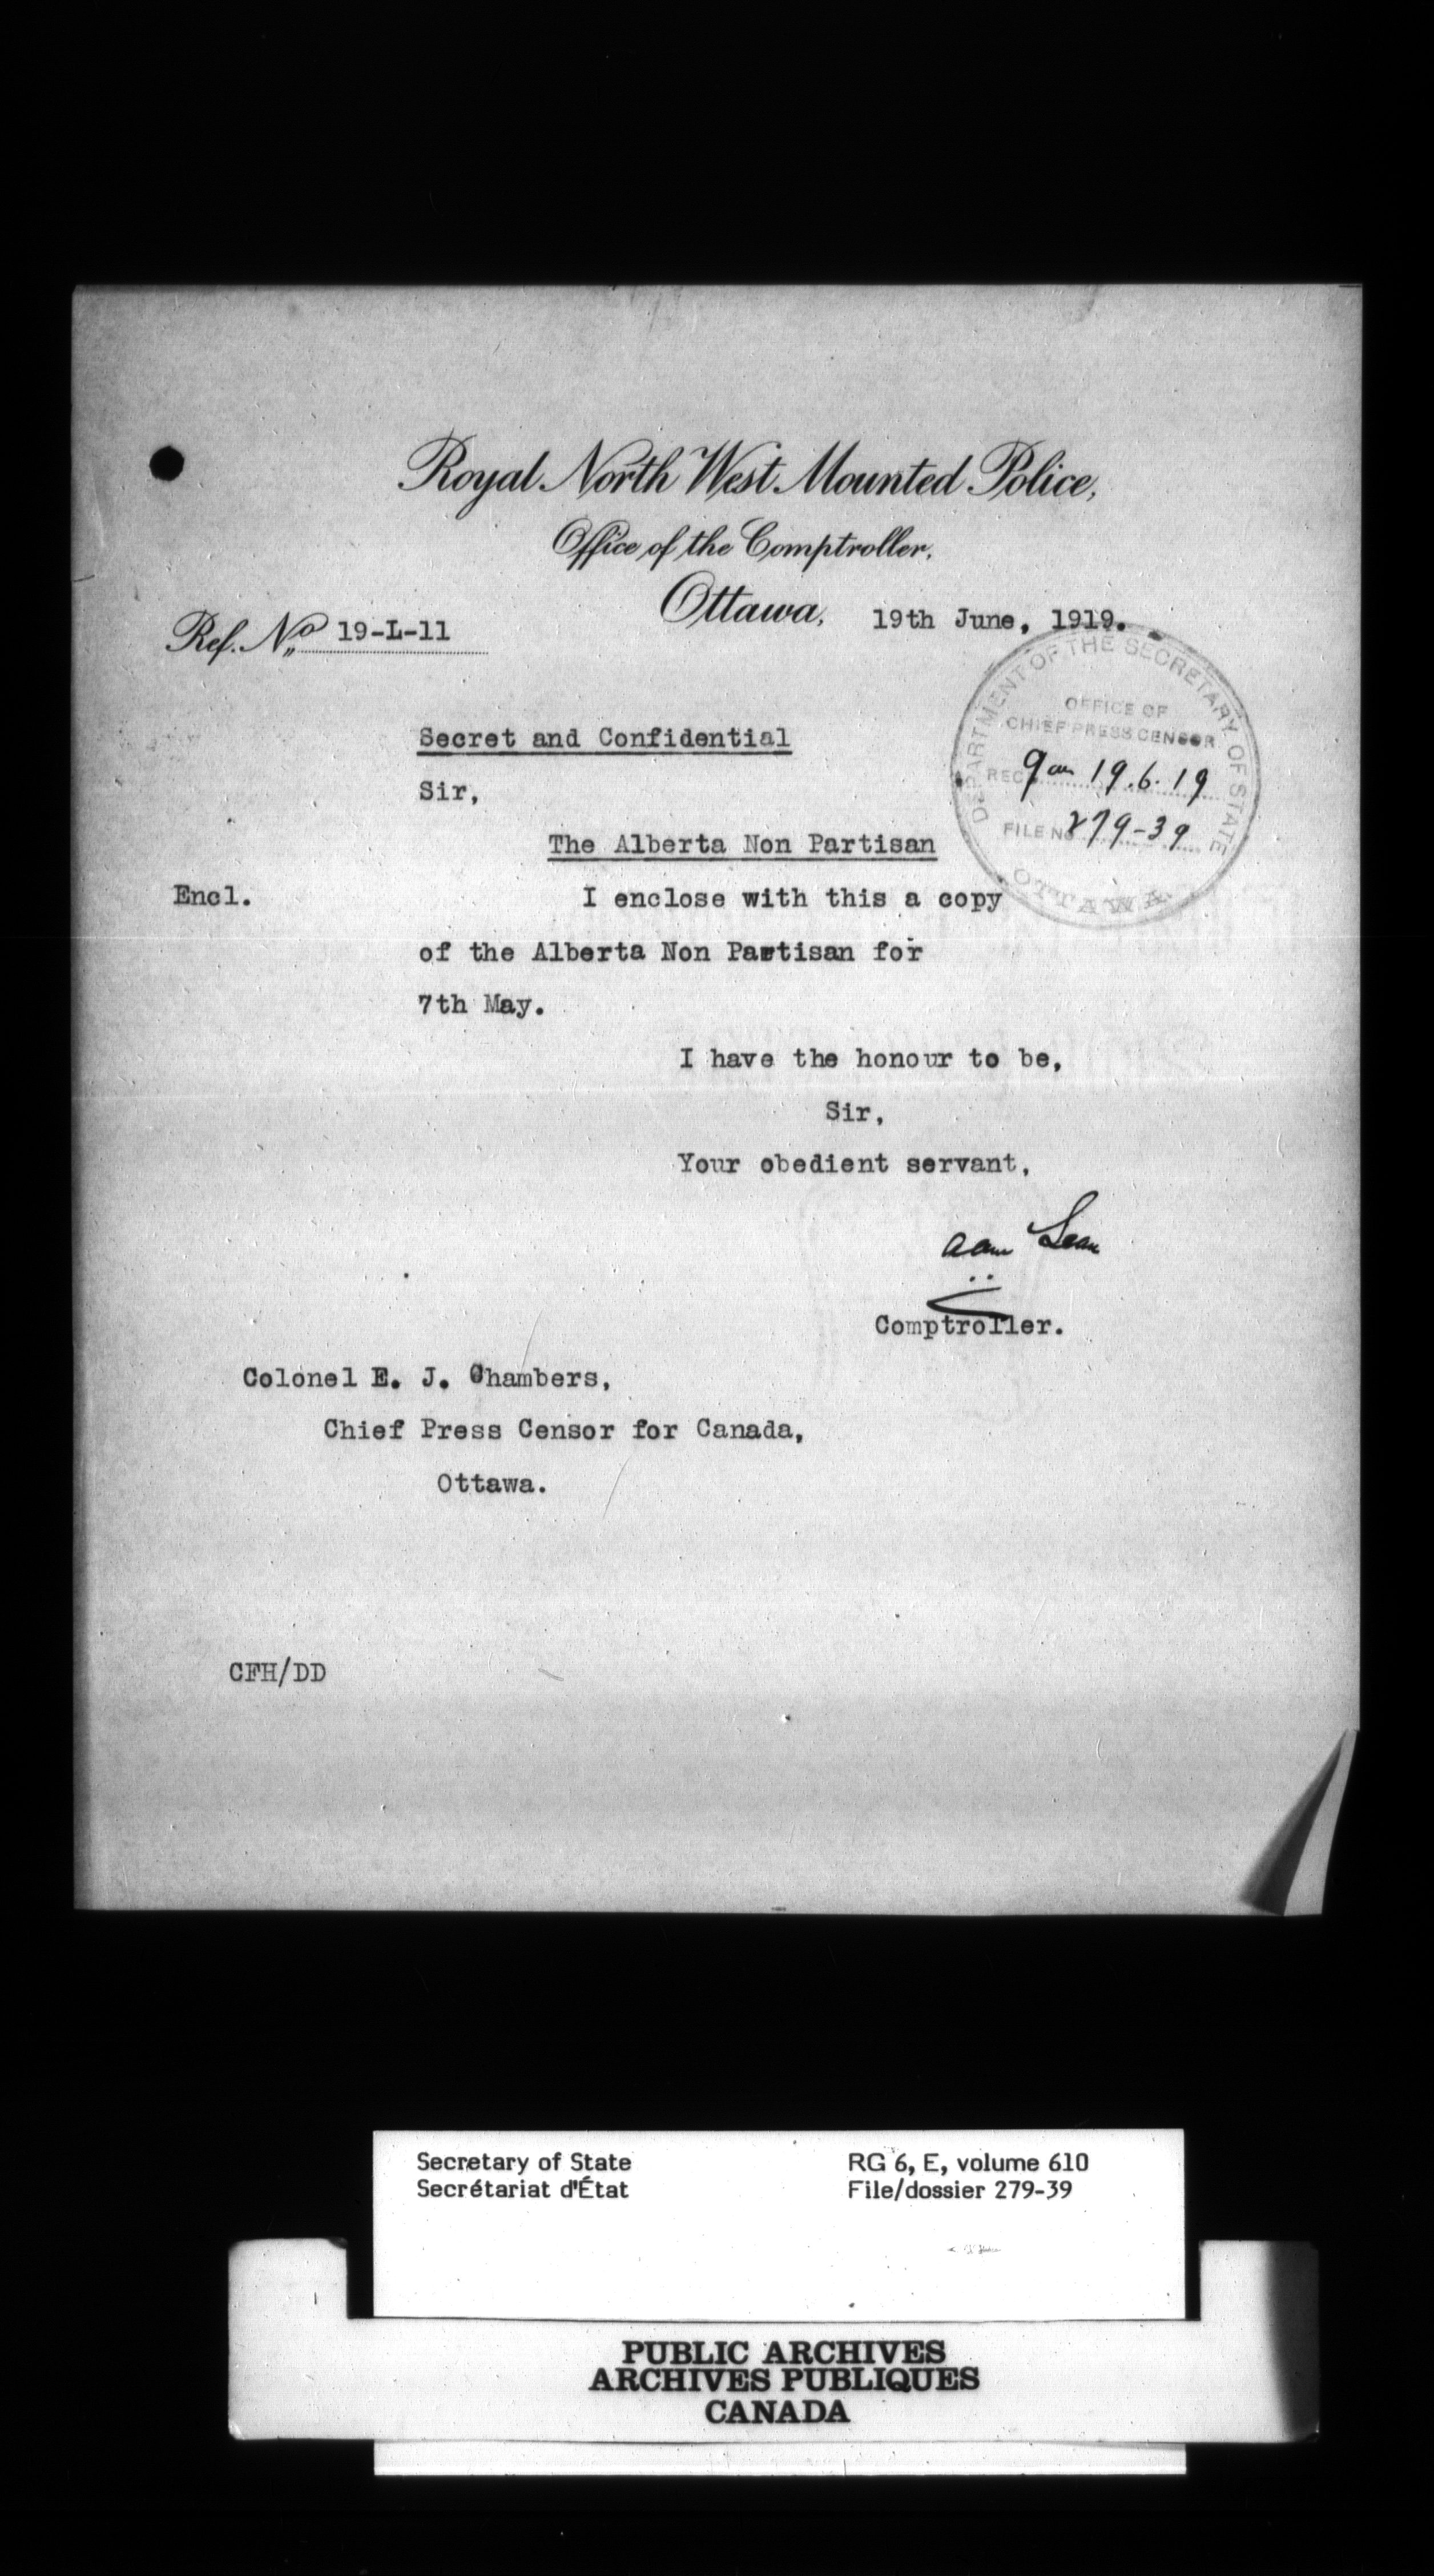 Royal North West Mounted Police,
Office of the Comptroller,
Ottawa, 19th June, 1919.
Ref. No. 19-L-11
DEPARTMENT OF THE SECRETARY OF STATE
OFFICE OF
CHIEF PRESS CENSOR
REC 9am 19.6.19
FILE No 279-39
OTTAWA
Secret and Confidential
Sir,
The Alberta Non Partisan
Encl. I enclose with this a copy
of the Alberta Non Partisan for
7th May.
I have the honour to be,
Sir,
Your obedient servant,
Comptroller.
Colonel E. J. Chambers,
Chief Press Censor for Canada,
Ottawa.
CFH/DD
Secretary of State RG 6, E, volume 610
Secrétariat d'État File/dossier 279-39
PUBLIC ARCHIVES
ARCHIVES PUBLIQUES
CANADA